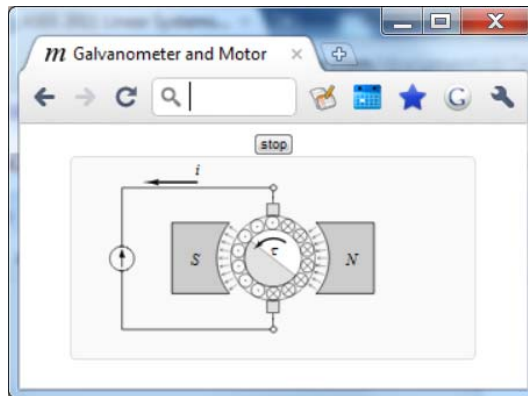 m Galvanometer and Motor
G
stop
i
S
τ
N